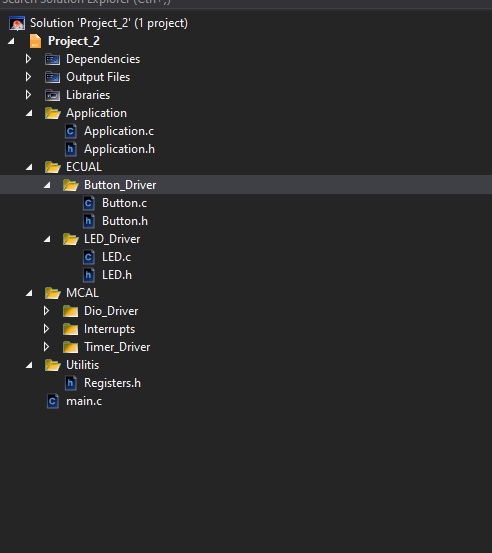 Search Solution Explorer (Ctrl+;)
Solution 'Project_2' (1 project)
Project_2
Dependencies
Output Files
Libraries
Application
Application.c
Application.h
ECUAL
Button_Driver
Button.c
Button.h
LED_Driver
LED.c
LED.h
MCAL
Dio_Driver
Interrupts
Timer_Driver
Utilitis
Registers.h
main.c